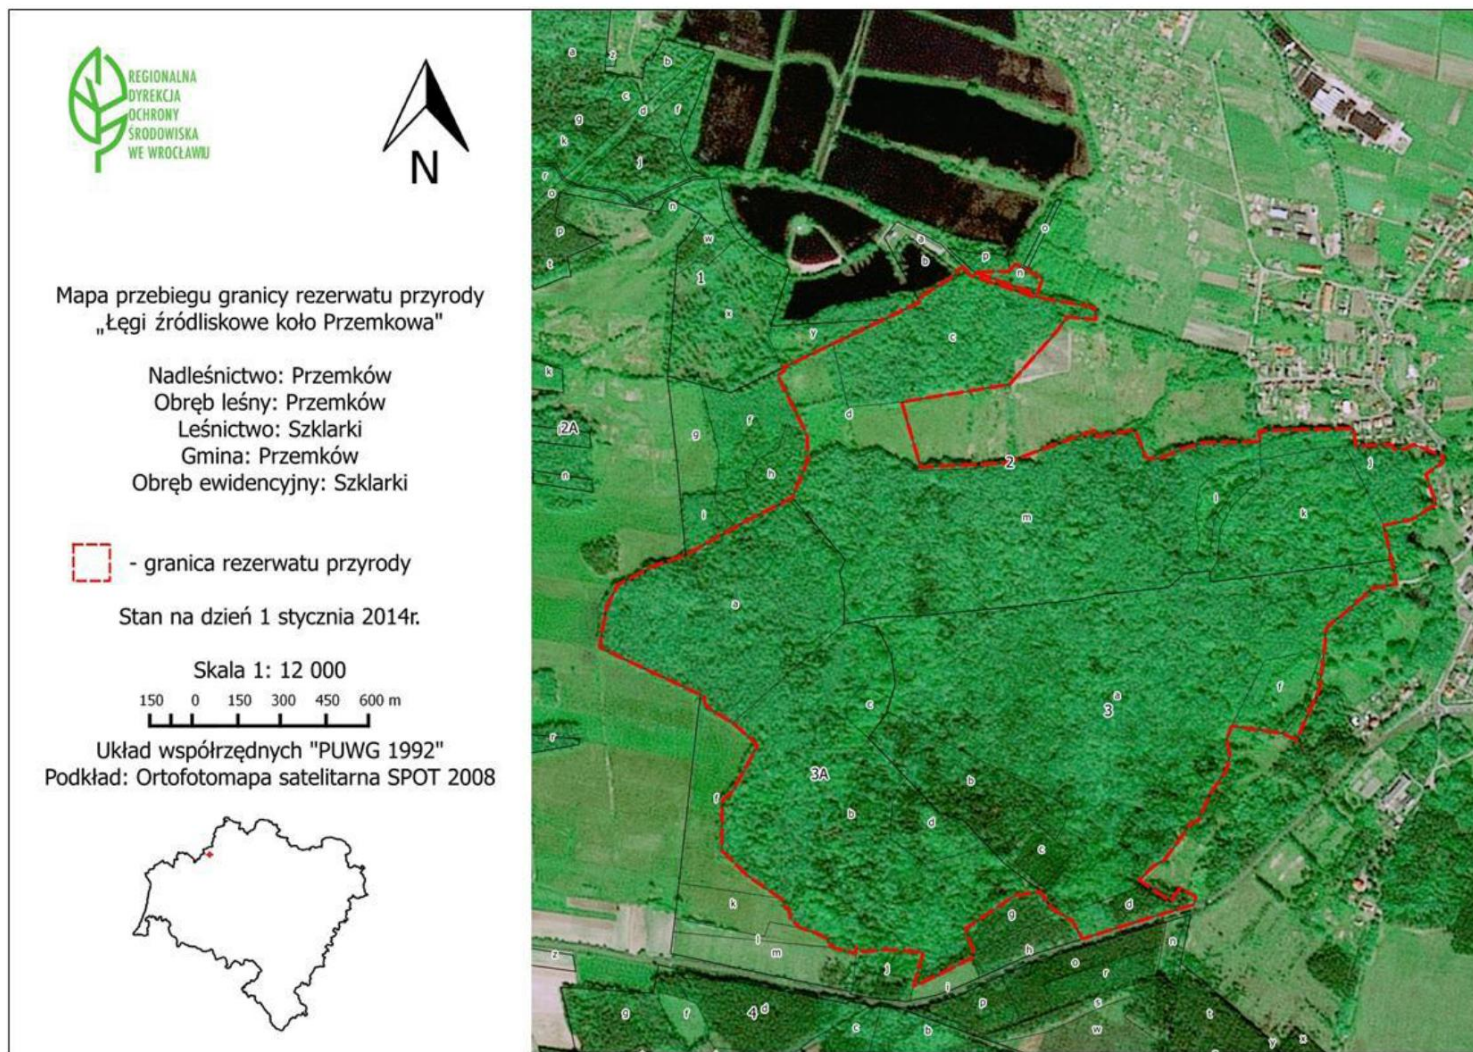 REGIONALNA
DYREKCJA
OCHRONY
ŚRODOWISKA
WE WROCŁAWIU
N
Mapa przebiegu granicy rezerwatu przyrody
„Łęgi źródliskowe koło Przemkowa"
Nadleśnictwo: Przemków
Obręb leśny: Przemków
Leśnictwo: Szklarki
Gmina: Przemków
Obręb ewidencyjny: Szklarki
- granica rezerwatu przyrody
Stan na dzień 1 stycznia 2014r.
Skala 1: 12 000
150 0 150 300 450 600 m
Układ współrzędnych "PUWG 1992"
Podkład: Ortofotomapa satelitarna SPOT 2008
a z b
c d f
g
k j
r o n
p w a o
t b p n
1
x y c
k f d
2A g
n h 2 j
i l k
m
a
f
c a
3
r
3A b
f b d
c
k g d
l h n
z m j o r
i p s
g f 4 d c b w t
y x